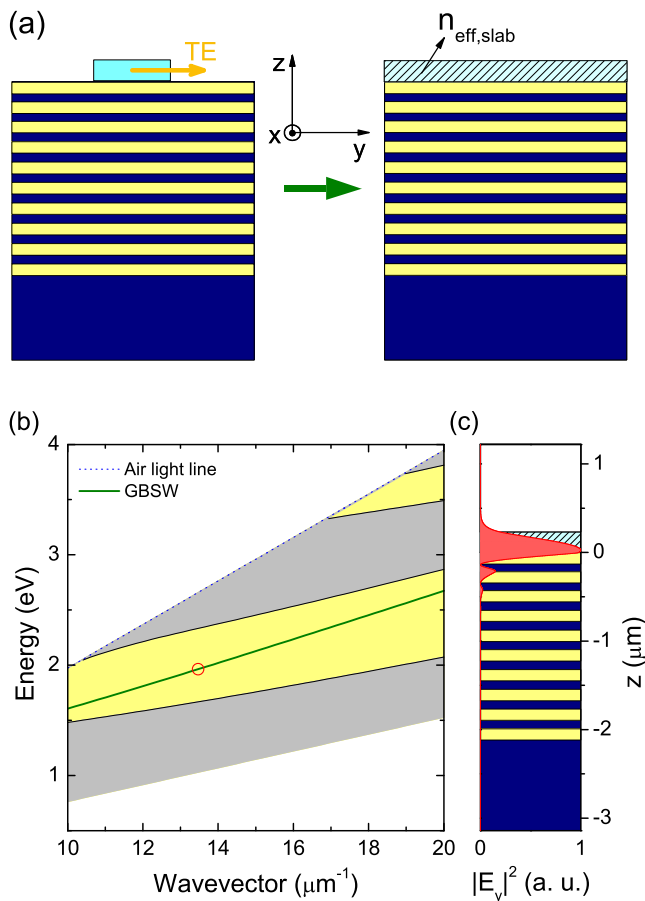 (a)
TE
n eff,slab
z
x
y
(b)
(c)
Air light line
GBSW
4
3
2
1
Energy (eV)
10 12 14 16 18 20
Wavevector (μm⁻¹)
1
0
-1
-2
-3
z (μm)
0 1
|E_y|² (a. u.)